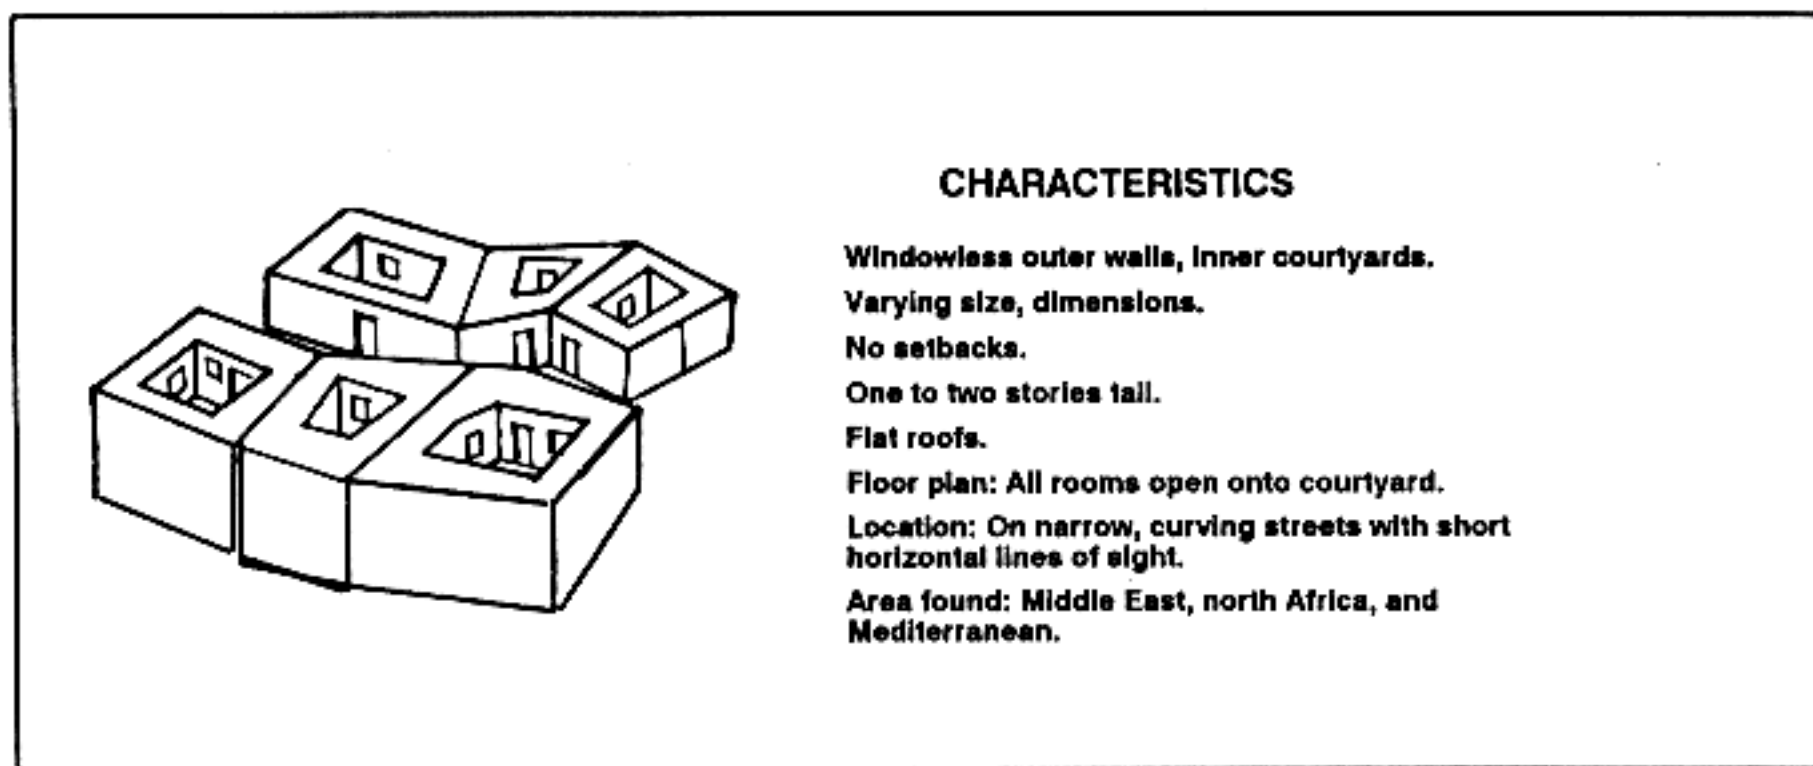 CHARACTERISTICS
Windowless outer walls, inner courtyards.
Varying size, dimensions.
No setbacks.
One to two stories tall.
Flat roofs.
Floor plan: All rooms open onto courtyard.
Location: On narrow, curving streets with short
horizontal lines of sight.
Area found: Middle East, north Africa, and
Mediterranean.